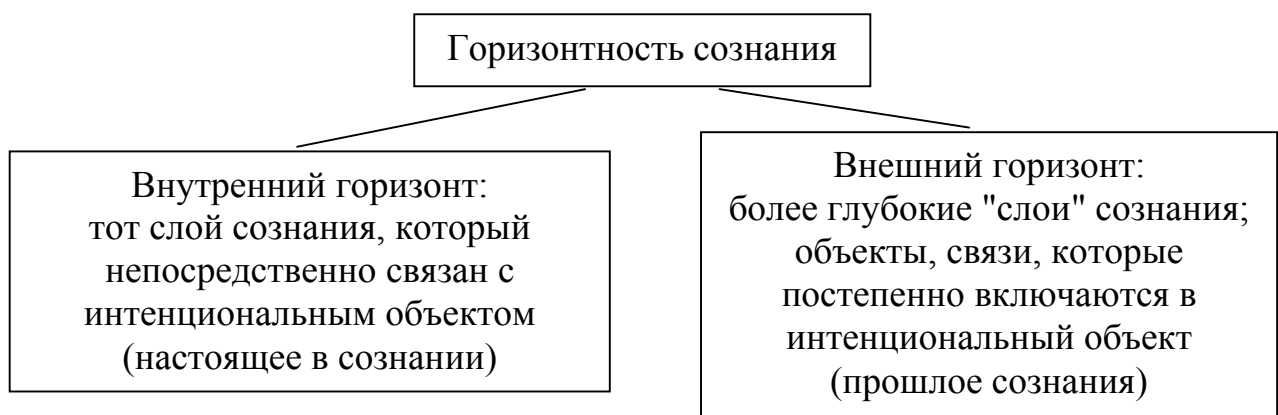 Горизонтность сознания
Внутренний горизонт:
тот слой сознания, который
непосредственно связан с
интенциональным объектом
(настоящее в сознании)
Внешний горизонт:
более глубокие "слои" сознания;
объекты, связи, которые
постепенно включаются в
интенциональный объект
(прошлое сознания)